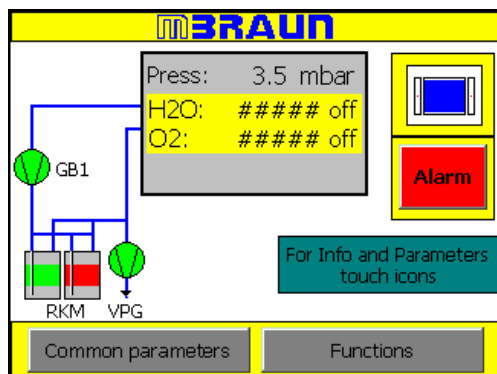 mBRAUN
Press: 3.5 mbar
H2O: ##### off
O2: ##### off
GB1
Alarm
For Info and Parameters
touch icons
RKM VPG
Common parameters Functions